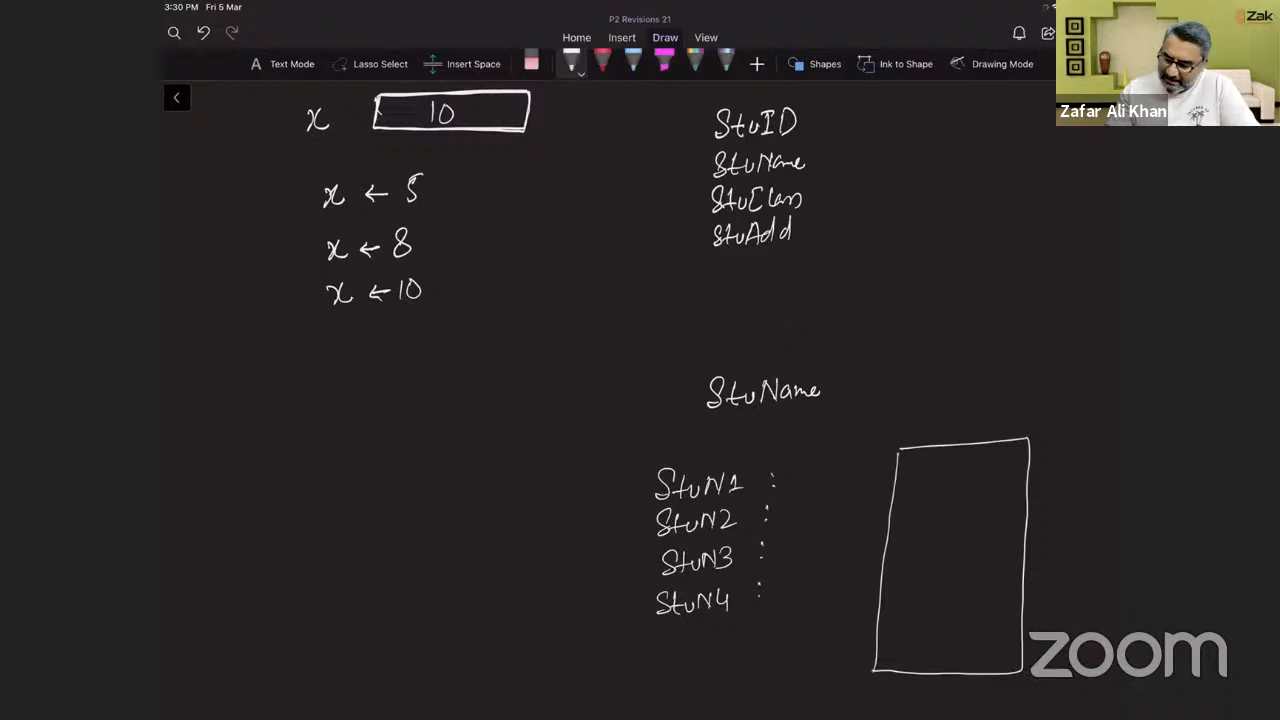 3:30 PM Fri 5 Mar
P2 Revisions 21
Home Insert Draw View
A Text Mode Lasso Select Insert Space + Shapes Ink to Shape Drawing Mode
Zak
Zafar Ali Khan
x 10
x ← 5
x ← 8
x ← 10
StuID
StuName
StuClass
StuAdd
StuName
StuN1 :
StuN2 :
StuN3 :
StuN4 :
zoom